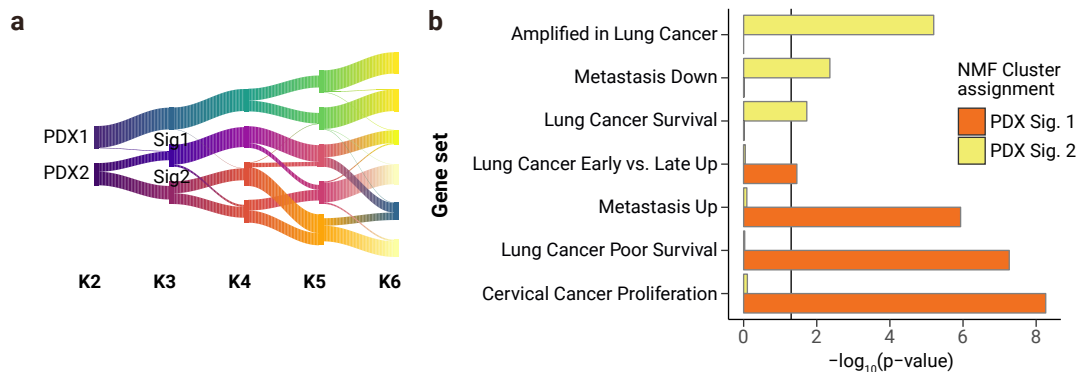 a
PDX1
PDX2
Sig1
Sig2
K2 K3 K4 K5 K6
b
Gene set
Amplified in Lung Cancer
Metastasis Down
Lung Cancer Survival
Lung Cancer Early vs. Late Up
Metastasis Up
Lung Cancer Poor Survival
Cervical Cancer Proliferation
0 2 4 6 8
−log10(p−value)
NMF Cluster
assignment
PDX Sig. 1
PDX Sig. 2